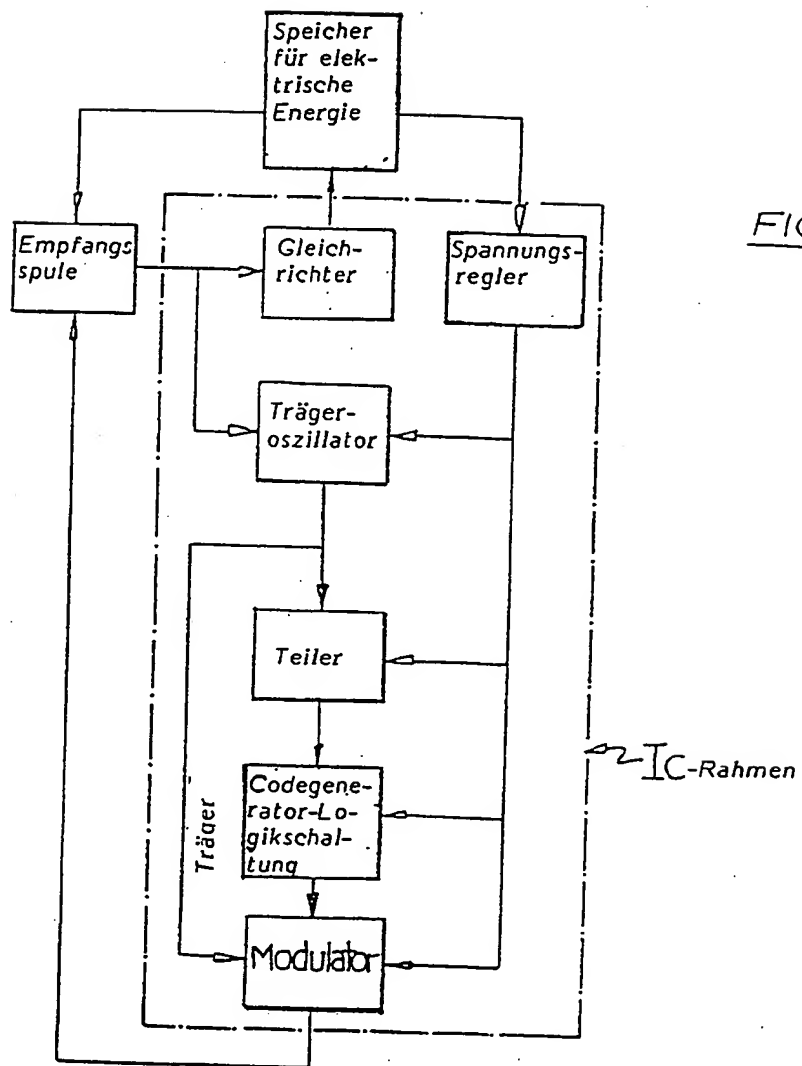 Speicher
für elek-
trische
Energie
FIG
Empfangs
spule
Gleich-
richter
Spannungs-
regler
Träger-
oszillator
Teiler
IC-Rahmen
Codegene-
rator-Lo-
gikschal-
tung
Träger
Modulator